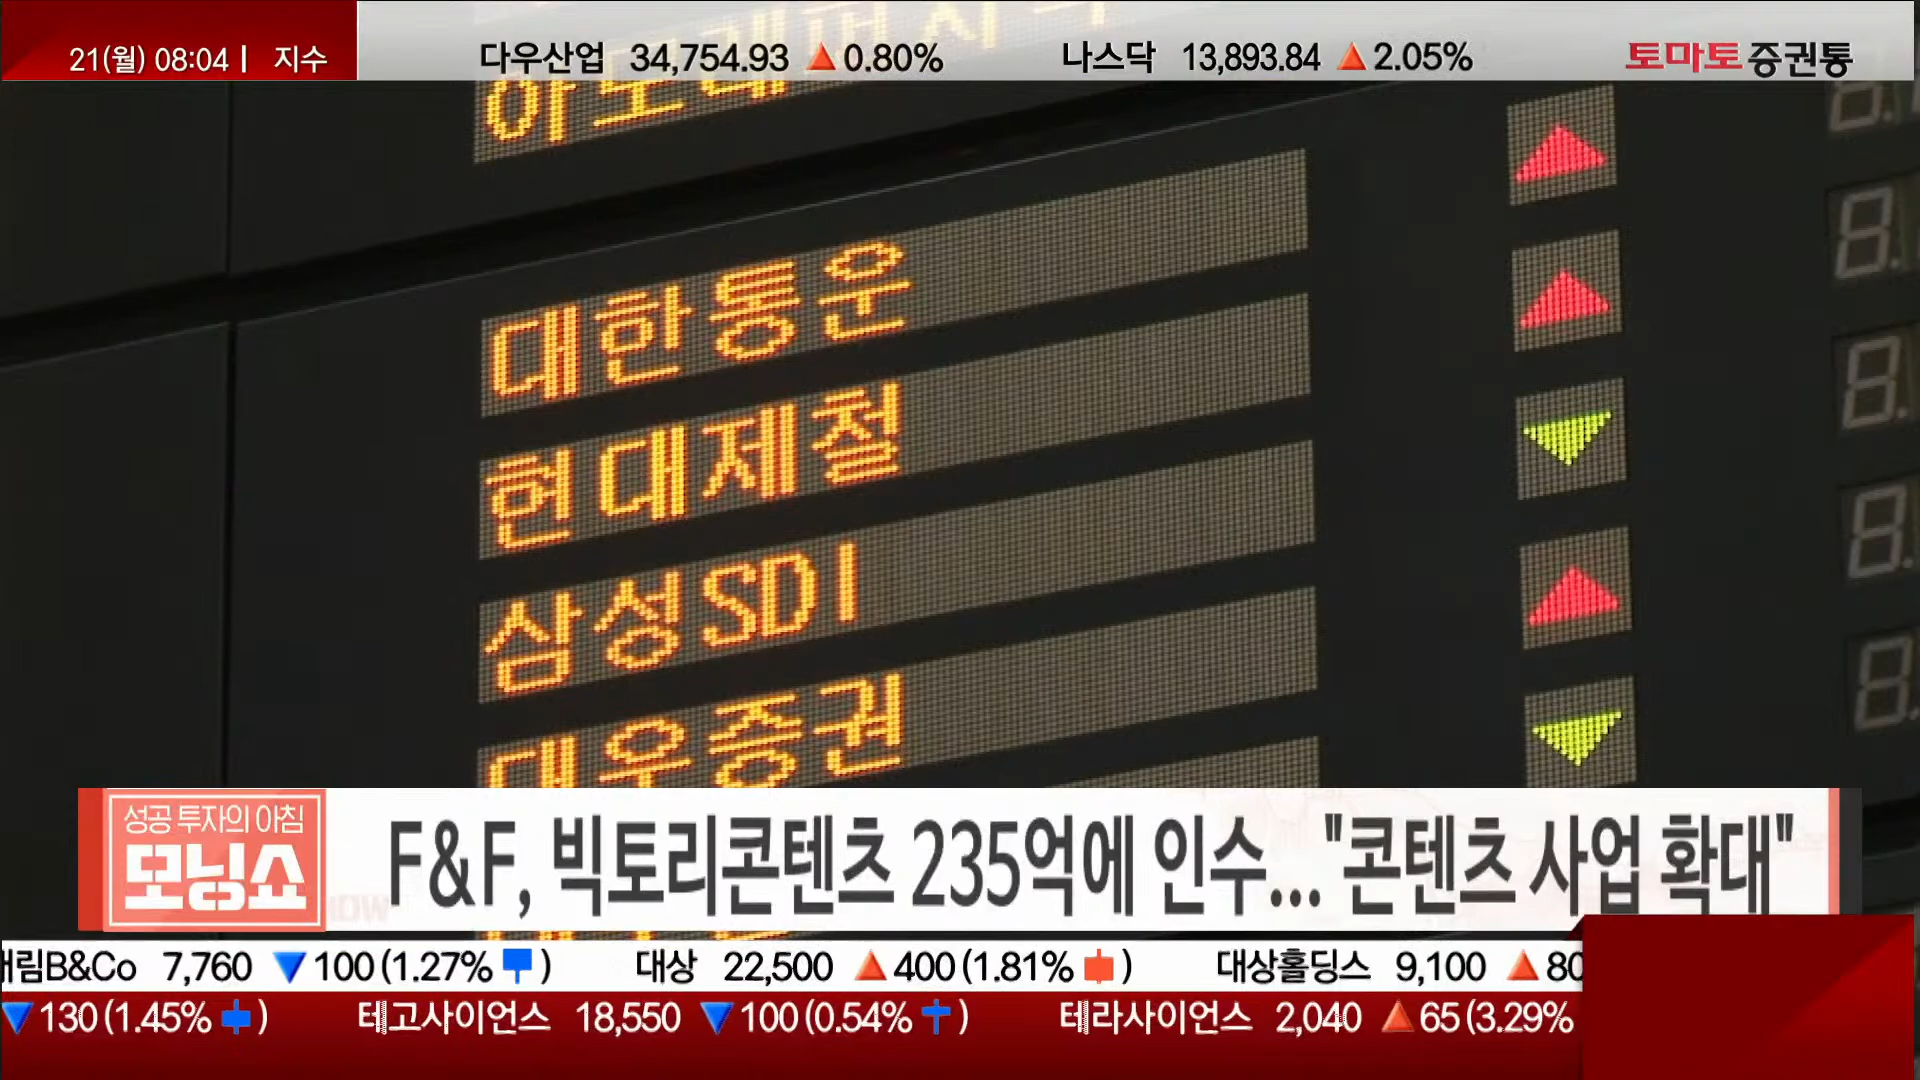 21(월) 08:04 | 지수 다우산업 34,754.93 ▲0.80% 나스닥 13,893.84 ▲2.05% 토마토증권통
대한통운
현대제철
삼성SDI
대우증권
성공 투자의 아침
모닝쇼
F&F, 빅토리콘텐츠 235억에 인수..."콘텐츠 사업 확대"
림B&Co 7,760 ▼100(1.27%) 대상 22,500 ▲400(1.81%) 대상홀딩스 9,100 ▲80
▼130(1.45%) 테고사이언스 18,550 ▼100(0.54%) 테라사이언스 2,040 ▲65(3.29%